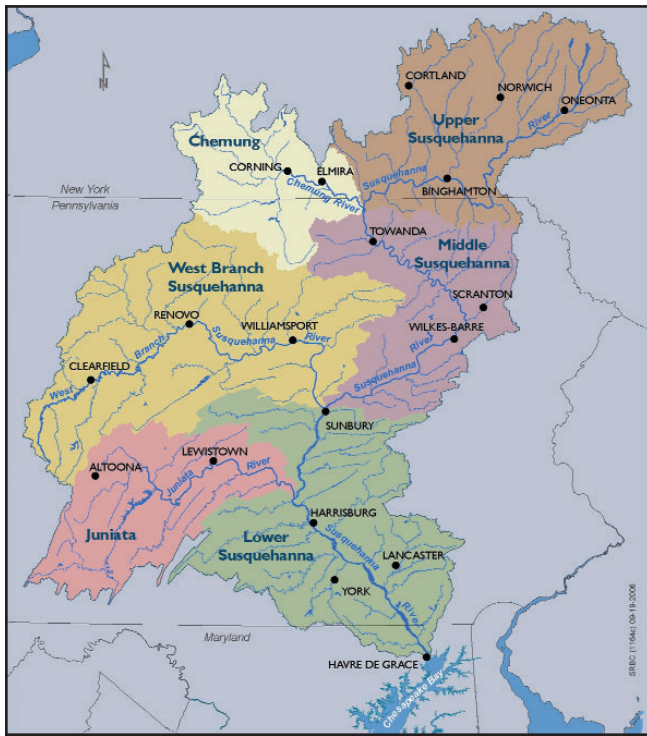 N
CORTLAND
NORWICH
ONEONTA
Upper
Susquehanna
River
Chemung
CORNING
ELMIRA
Chemung River
Susquehanna
BINGHAMTON
New York
Pennsylvania
TOWANDA
Middle
Susquehanna
West Branch
Susquehanna
SCRANTON
RENOVO
WILLIAMSPORT
WILKES-BARRE
River
Susquehanna
CLEARFIELD
West
Branch
Susquehanna
River
SUNBURY
ALTOONA
LEWISTOWN
Juniata
River
Juniata
HARRISBURG
Lower
Susquehanna
Susquehanna
River
LANCASTER
YORK
Maryland
HAVRE DE GRACE
Chesapeake Bay
SRBC (1164c) 09-19-2006